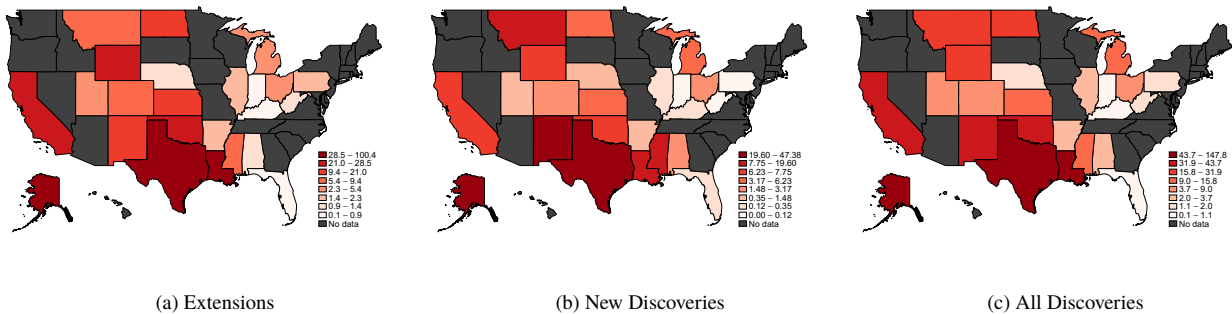 28.5 – 100.4
21.0 – 28.5
9.4 – 21.0
5.4 – 9.4
2.3 – 5.4
1.4 – 2.3
0.9 – 1.4
0.1 – 0.9
No data
(a) Extensions
19.60 – 47.38
7.75 – 19.60
6.23 – 7.75
3.17 – 6.23
1.48 – 3.17
0.35 – 1.48
0.12 – 0.35
0.00 – 0.12
No data
(b) New Discoveries
43.7 – 147.8
31.9 – 43.7
15.8 – 31.9
9.0 – 15.8
3.7 – 9.0
2.0 – 3.7
1.1 – 2.0
0.1 – 1.1
No data
(c) All Discoveries